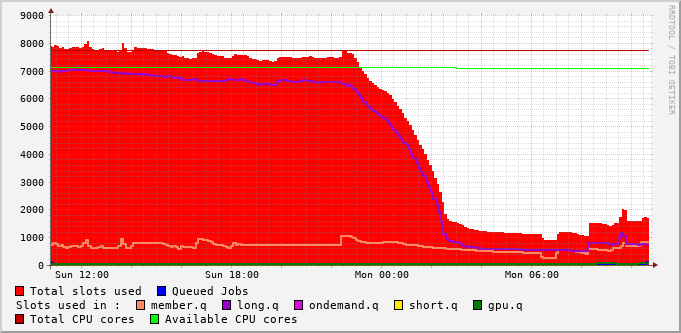 9000
8000
7000
6000
5000
4000
3000
2000
1000
0
Sun 12:00 Sun 18:00 Mon 00:00 Mon 06:00
Total slots used Queued Jobs
Slots used in : member.q long.q ondemand.q short.q gpu.q
Total CPU cores Available CPU cores
RRDTOOL / TOBI OETIKER